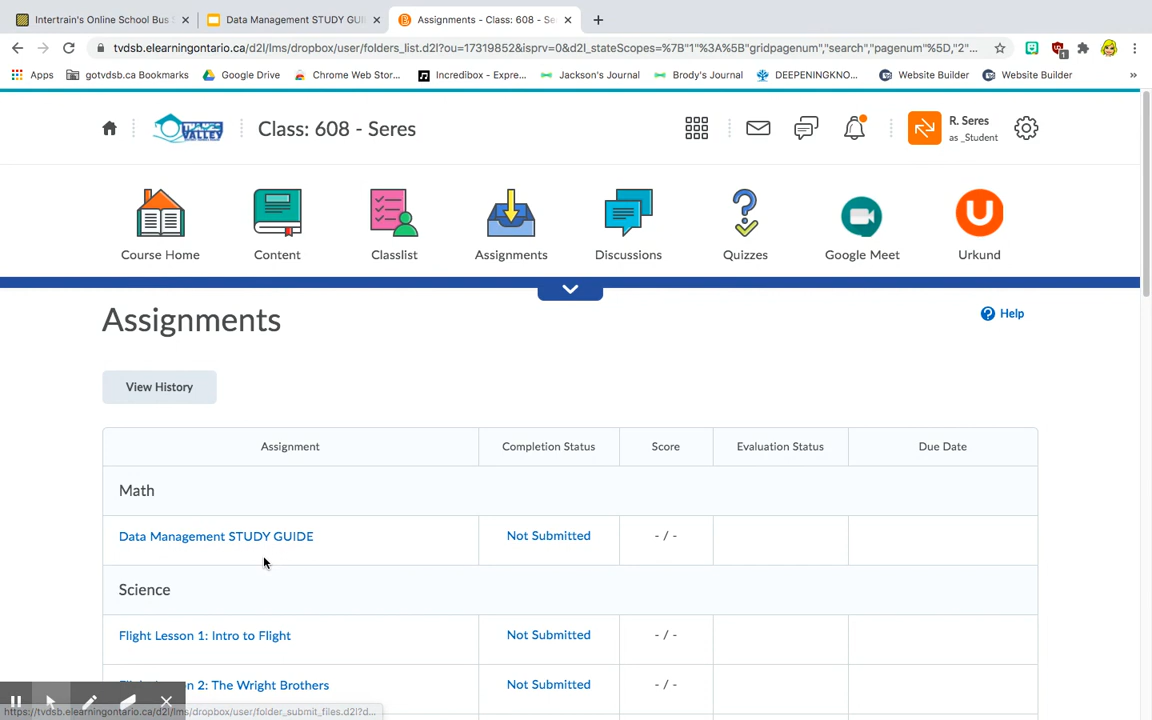 Intertrain's Online School Bus S
Data Management STUDY GUI
Assignments - Class: 608 - Se
tvdsb.elearningontario.ca/d2l/lms/dropbox/user/folders_list.d2l?ou=17319852&isprv=0&d2l_stateScopes=%7B"1"%3A%5B"gridpagenum","search","pagenum"%5D,"2"...
Apps
gotvdsb.ca Bookmarks
Google Drive
Chrome Web Stor...
Incredibox - Expre...
Jackson's Journal
Brody's Journal
DEEPENINGKNO...
Website Builder
Website Builder
»
VALLEY
Class: 608 - Seres
R. Seres
as _Student
Course Home
Content
Classlist
Assignments
Discussions
Quizzes
Google Meet
Urkund
Assignments
Help
View History
Assignment Completion Status Score Evaluation Status Due Date
Math
Data Management STUDY GUIDE Not Submitted - / -
Science
Flight Lesson 1: Intro to Flight Not Submitted - / -
n 2: The Wright Brothers Not Submitted - / -
https://tvdsb.elearningontario.ca/d2l/lms/dropbox/user/folder_submit_files.d2l?d...